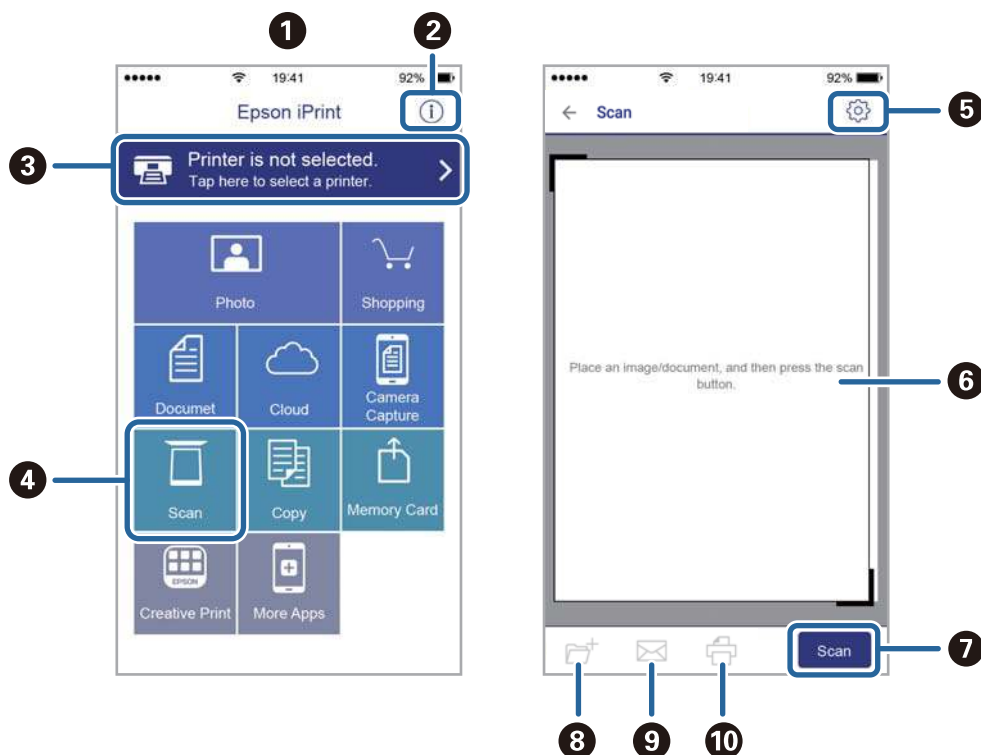 1
2
19:41
92%
Epson iPrint
i
3
Printer is not selected.
Tap here to select a printer.
Photo
Shopping
Documet
Cloud
Camera
Capture
4
Scan
Copy
Memory Card
EPSON
Creative Print
More Apps
19:41
92%
Scan
5
Place an image/document, and then press the scan
button.
6
Scan
7
8
9
10